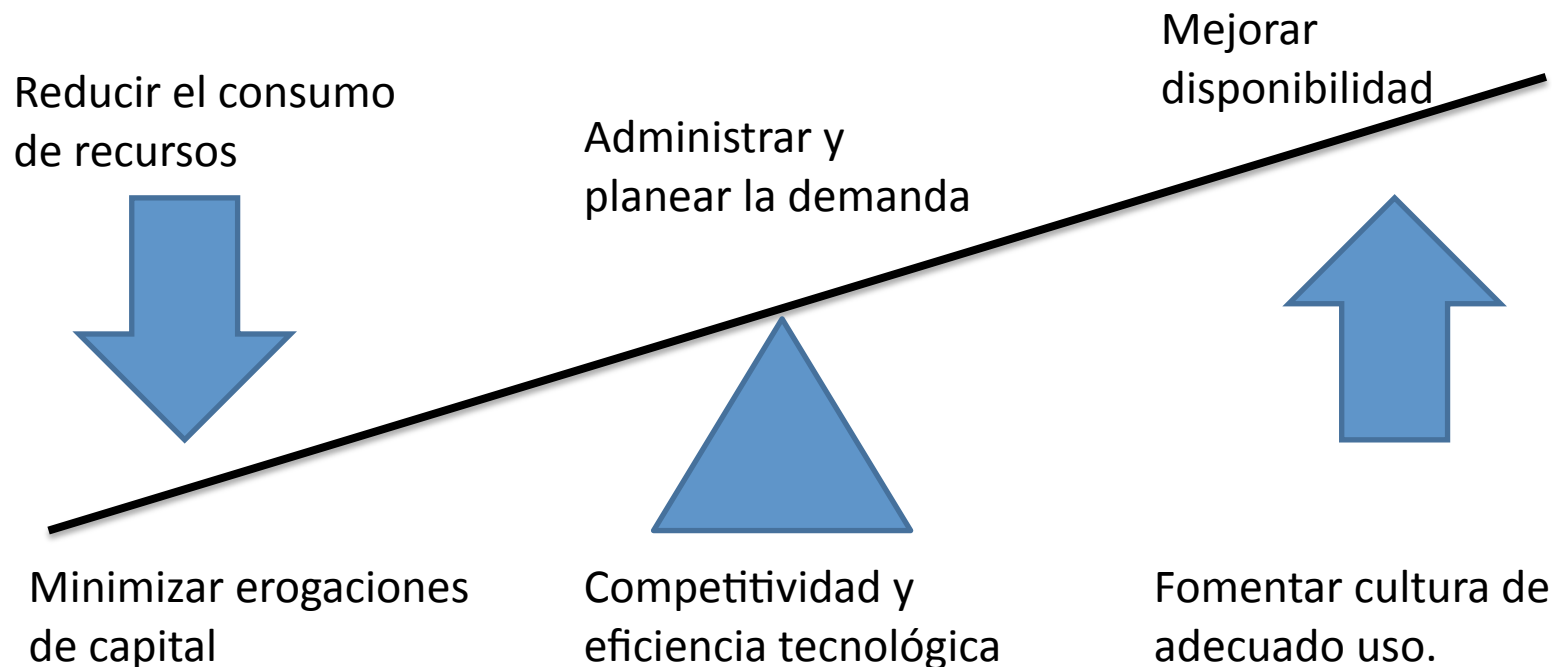 Mejorar
disponibilidad
Reducir el consumo
de recursos
Administrar y
planear la demanda
Minimizar erogaciones
de capital
Competitividad y
eficiencia tecnológica
Fomentar cultura de
adecuado uso.